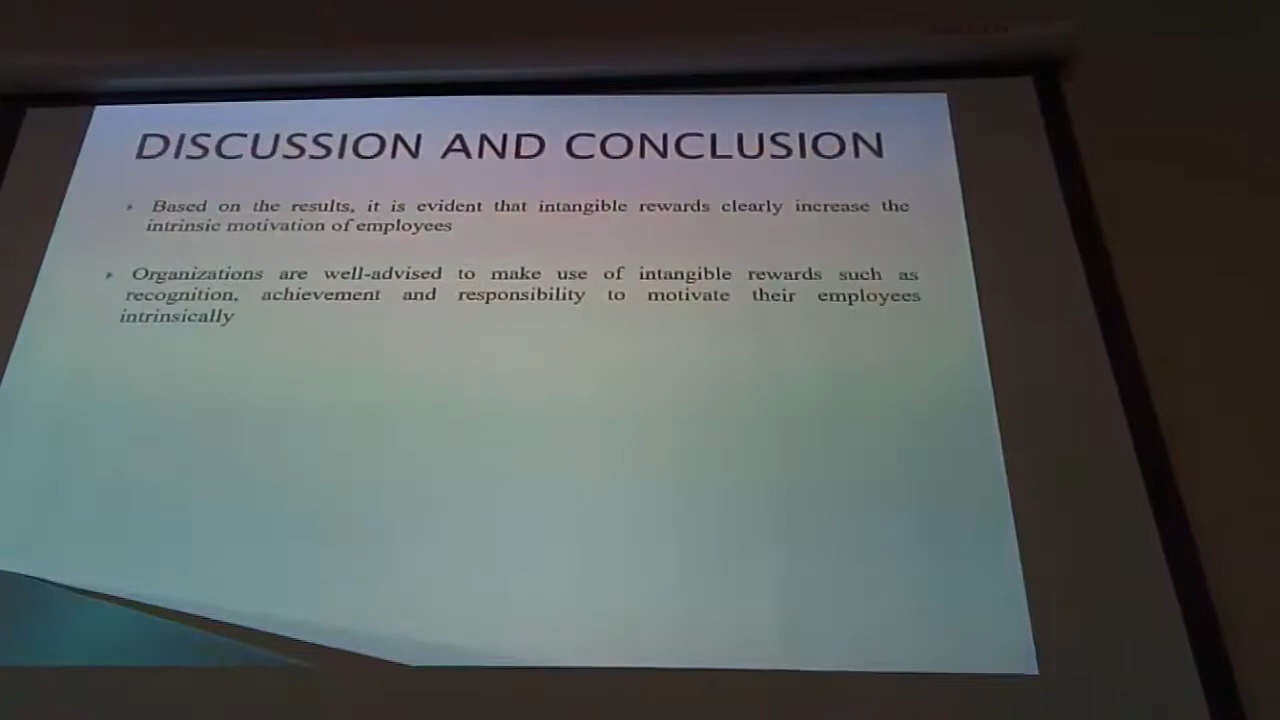 DISCUSSION AND CONCLUSION
Based on the results, it is evident that intangible rewards clearly increase the
intrinsic motivation of employees
Organizations are well-advised to make use of intangible rewards such as
recognition, achievement and responsibility to motivate their employees
intrinsically